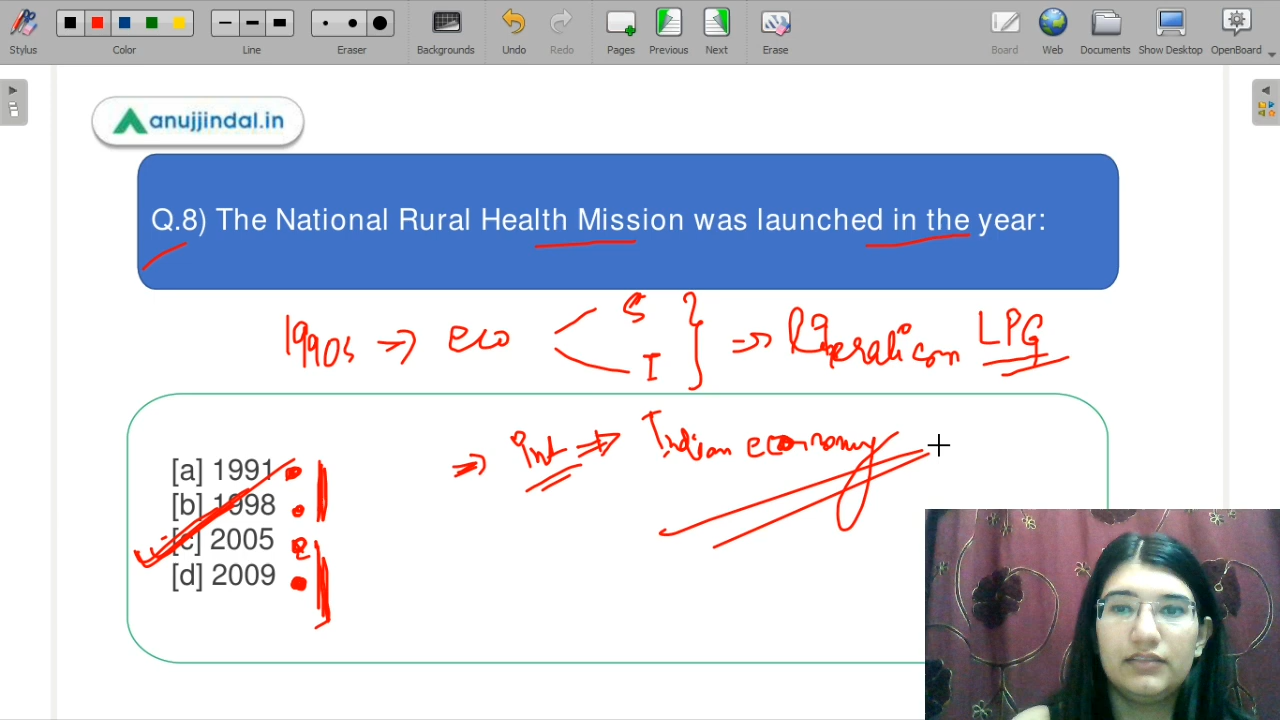 Stylus Color Line Eraser Backgrounds Undo Redo Pages Previous Next Erase Board Web Documents Show Desktop OpenBoard
anujjindal.in
Q.8) The National Rural Health Mission was launched in the year:
1990s → eco S I } ⇒ LPG
⇒ Int ⇒ Indian economy
[a] 1991
[b] 1998
[c] 2005
[d] 2009